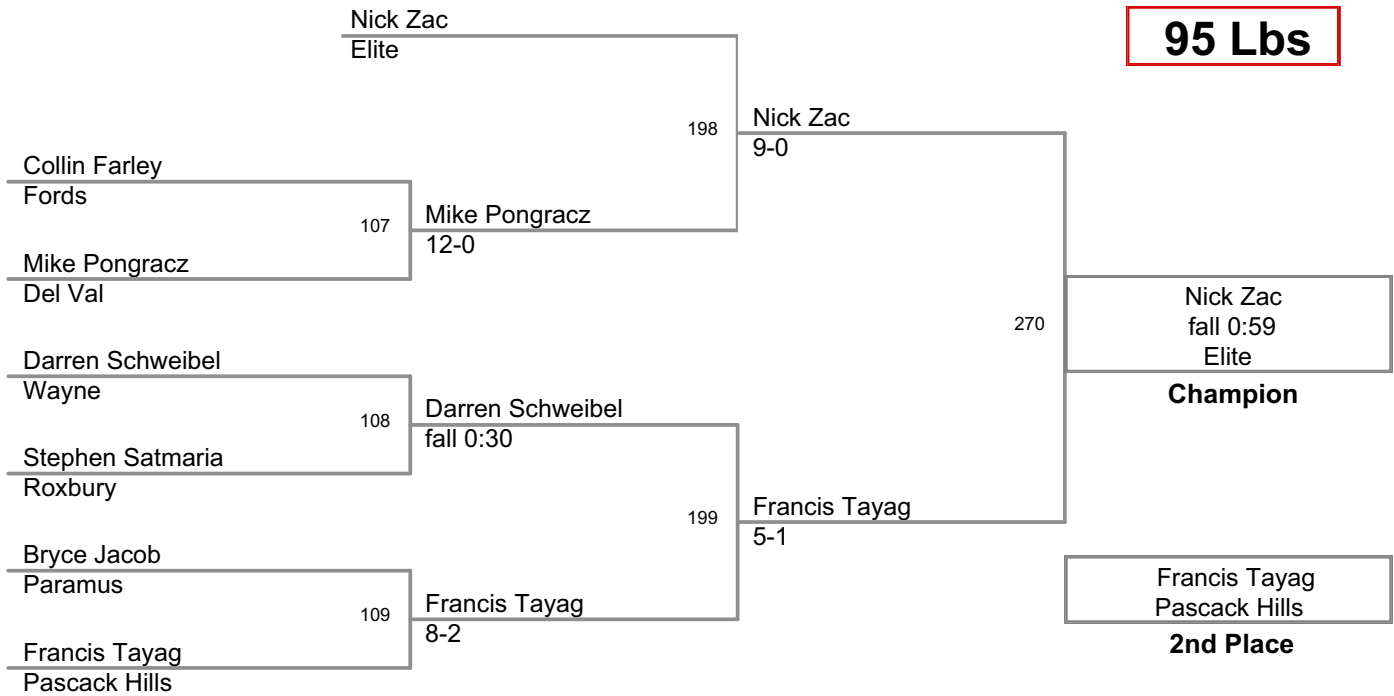 Nick Zac
Elite
95 Lbs
198
Nick Zac
9-0
Collin Farley
Fords
107
Mike Pongracz
12-0
Mike Pongracz
Del Val
270
Nick Zac
fall 0:59
Elite
Champion
Darren Schweibel
Wayne
108
Darren Schweibel
fall 0:30
Stephen Satmaria
Roxbury
199
Francis Tayag
5-1
Bryce Jacob
Paramus
109
Francis Tayag
8-2
Francis Tayag
Pascack Hills
Francis Tayag
Pascack Hills
2nd Place